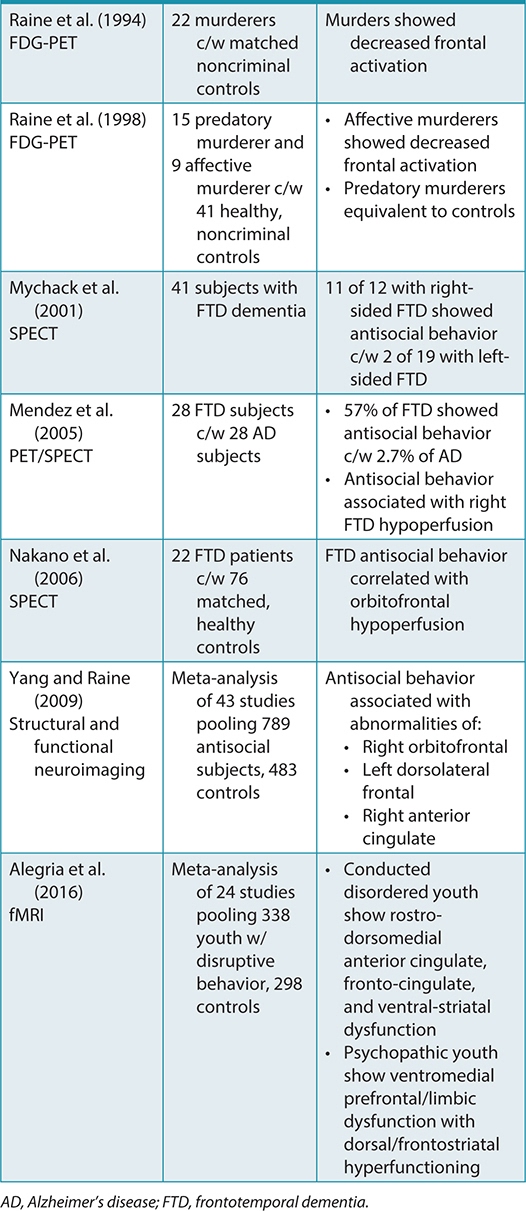 Raine et al. (1994)
FDG-PET
22 murderers
c/w matched
noncriminal
controls
Murders showed
decreased frontal
activation
Raine et al. (1998)
FDG-PET
15 predatory
murderer and
9 affective
murderer c/w
41 healthy,
noncriminal
controls
• Affective murderers
showed decreased
frontal activation
• Predatory murderers
equivalent to controls
Mychack et al.
(2001)
SPECT
41 subjects with
FTD dementia
11 of 12 with right-
sided FTD showed
antisocial behavior
c/w 2 of 19 with left-
sided FTD
Mendez et al.
(2005)
PET/SPECT
28 FTD subjects
c/w 28 AD
subjects
• 57% of FTD showed
antisocial behavior
c/w 2.7% of AD
• Antisocial behavior
associated with right
FTD hypoperfusion
Nakano et al.
(2006)
SPECT
22 FTD patients
c/w 76
matched,
healthy
controls
FTD antisocial behavior
correlated with
orbitofrontal
hypoperfusion
Yang and Raine
(2009)
Structural and
functional
neuroimaging
Meta-analysis
of 43 studies
pooling 789
antisocial
subjects, 483
controls
Antisocial behavior
associated with
abnormalities of:
• Right orbitofrontal
• Left dorsolateral
frontal
• Right anterior
cingulate
Alegria et al.
(2016)
fMRI
Meta-analysis
of 24 studies
pooling 338
youth w/
disruptive
behavior, 298
controls
• Conducted
disordered youth
show rostro-
dorsomedial
anterior cingulate,
fronto-cingulate,
and ventral-striatal
dysfunction
• Psychopathic youth
show ventromedial
prefrontal/limbic
dysfunction with
dorsal/frontostriatal
hyperfunctioning
AD, Alzheimer's disease; FTD, frontotemporal dementia.